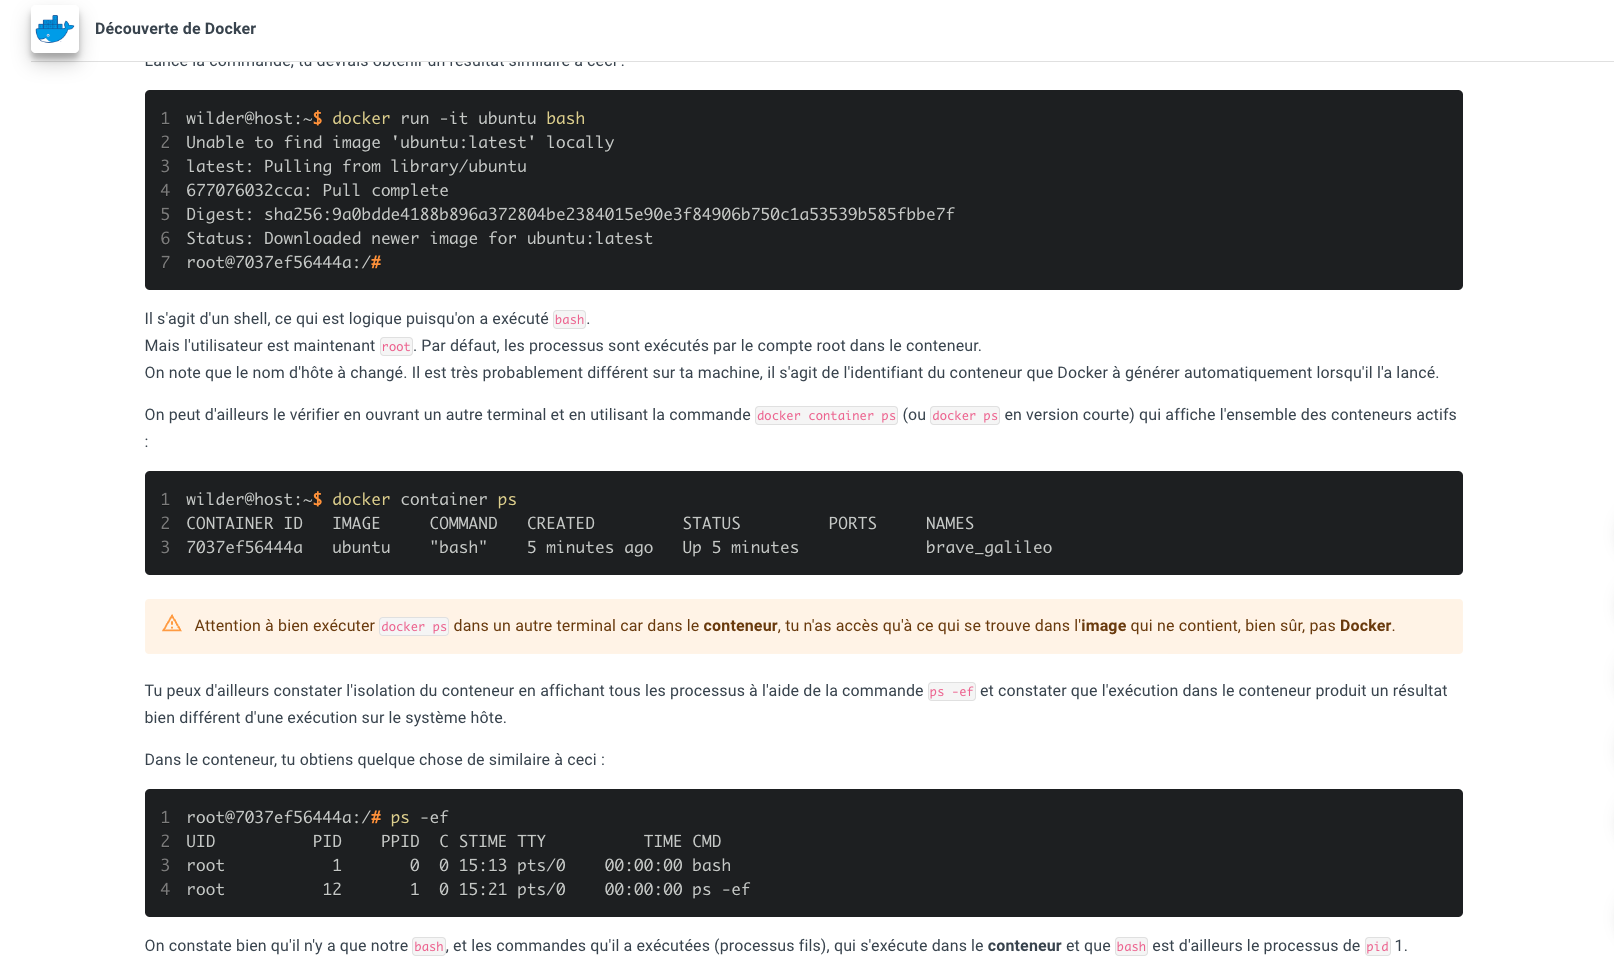 Découverte de Docker
Lance la commande, tu devrais obtenir un résultat similaire à ceci :
1 wilder@host:~$ docker run -it ubuntu bash
2 Unable to find image 'ubuntu:latest' locally
3 latest: Pulling from library/ubuntu
4 677076032cca: Pull complete
5 Digest: sha256:9a0bdde4188b896a372804be2384015e90e3f84906b750c1a53539b585fbbe7f
6 Status: Downloaded newer image for ubuntu:latest
7 root@7037ef56444a:/#
Il s'agit d'un shell, ce qui est logique puisqu'on a exécuté bash.
Mais l'utilisateur est maintenant root. Par défaut, les processus sont exécutés par le compte root dans le conteneur.
On note que le nom d'hôte à changé. Il est très probablement différent sur ta machine, il s'agit de l'identifiant du conteneur que Docker à générer automatiquement lorsqu'il l'a lancé.
On peut d'ailleurs le vérifier en ouvrant un autre terminal et en utilisant la commande docker container ps (ou docker ps en version courte) qui affiche l'ensemble des conteneurs actifs
:
1 wilder@host:~$ docker container ps
2 CONTAINER ID   IMAGE     COMMAND   CREATED         STATUS         PORTS     NAMES
3 7037ef56444a   ubuntu    "bash"    5 minutes ago   Up 5 minutes             brave_galileo
Attention à bien exécuter docker ps dans un autre terminal car dans le conteneur, tu n'as accès qu'à ce qui se trouve dans l'image qui ne contient, bien sûr, pas Docker.
Tu peux d'ailleurs constater l'isolation du conteneur en affichant tous les processus à l'aide de la commande ps -ef et constater que l'exécution dans le conteneur produit un résultat
bien différent d'une exécution sur le système hôte.
Dans le conteneur, tu obtiens quelque chose de similaire à ceci :
1 root@7037ef56444a:/# ps -ef
2 UID          PID    PPID  C STIME TTY          TIME CMD
3 root           1       0  0 15:13 pts/0    00:00:00 bash
4 root          12       1  0 15:21 pts/0    00:00:00 ps -ef
On constate bien qu'il n'y a que notre bash, et les commandes qu'il a exécutées (processus fils), qui s'exécute dans le conteneur et que bash est d'ailleurs le processus de pid 1.